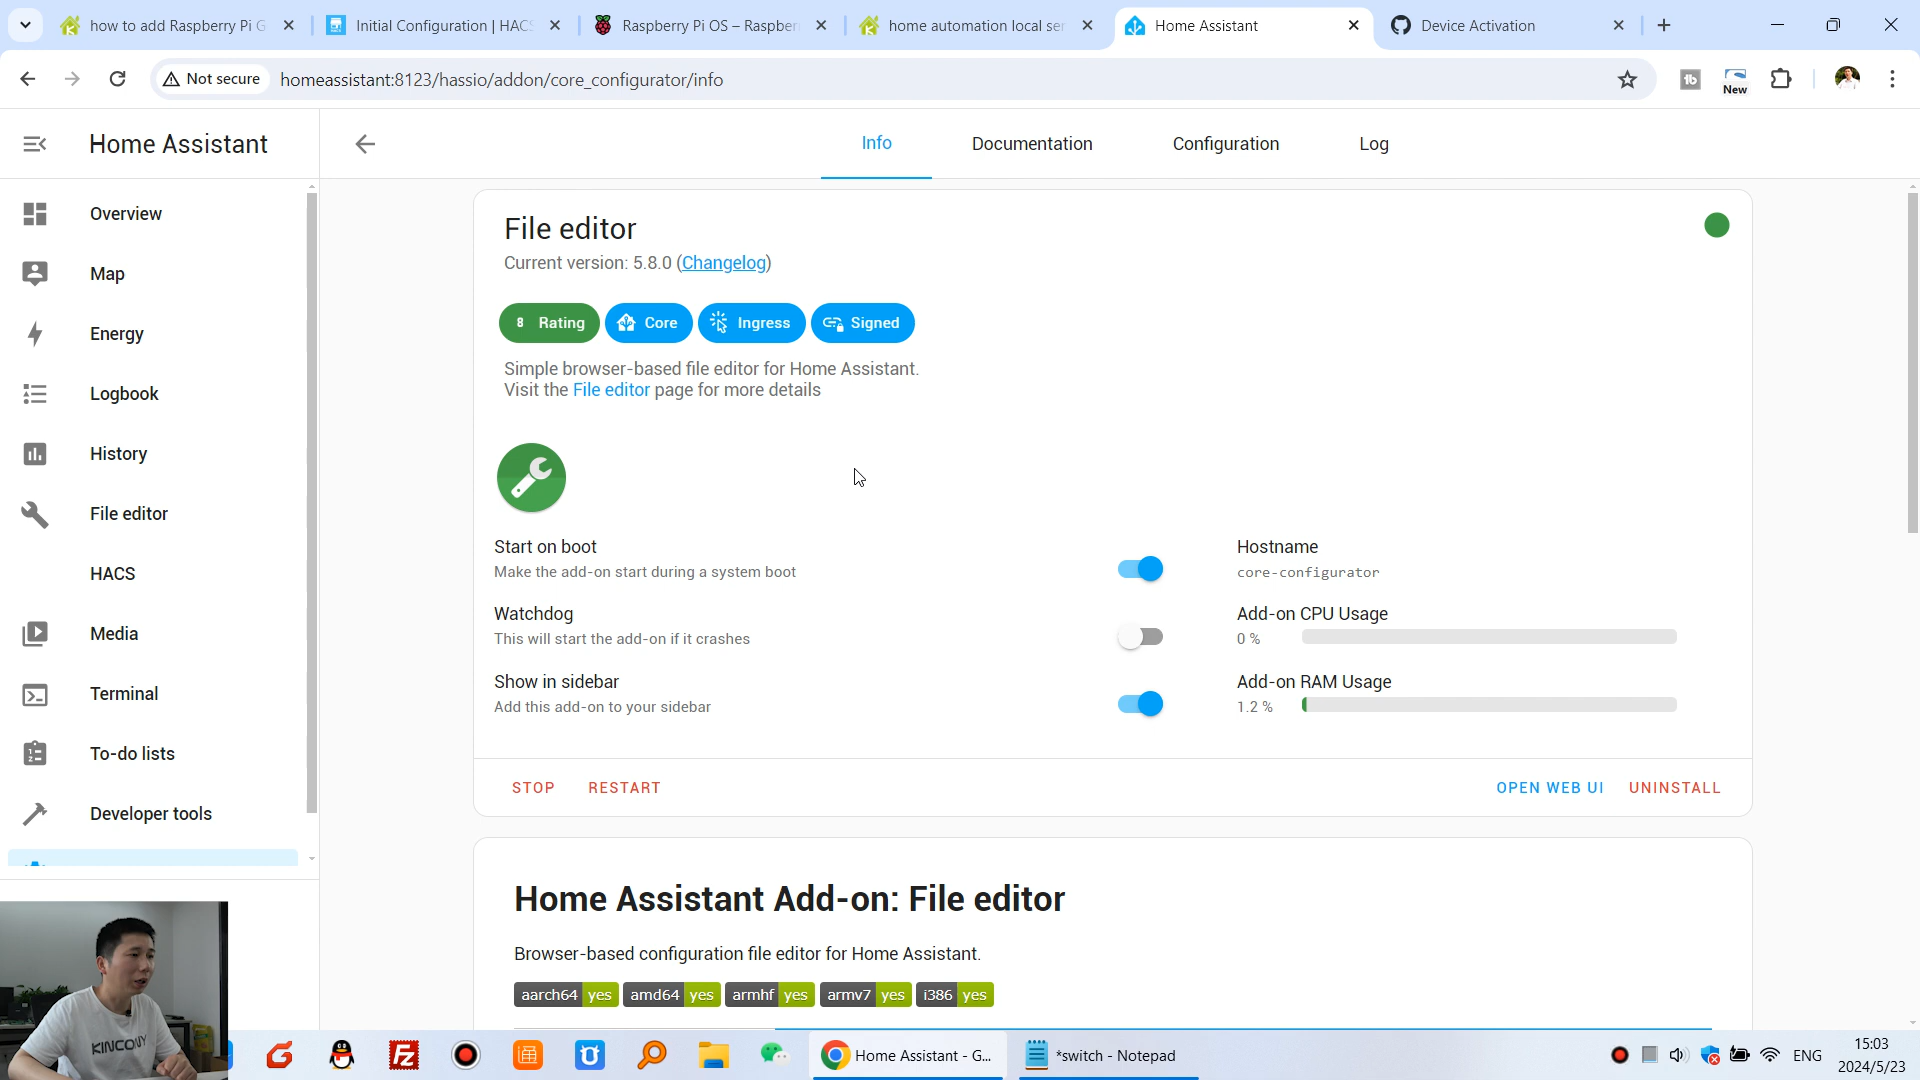 how to add Raspberry Pi G
Initial Configuration | HAC
Raspberry Pi OS – Raspber
home automation local ser
Home Assistant
Device Activation
Not secure
homeassistant:8123/hassio/addon/core_configurator/info
New
Home Assistant
Info
Documentation
Configuration
Log
Overview
Map
Energy
Logbook
History
File editor
HACS
Media
Terminal
To-do lists
Developer tools
File editor
Current version: 5.8.0 (Changelog)
8 Rating
Core
Ingress
Signed
Simple browser-based file editor for Home Assistant.
Visit the File editor page for more details
Start on boot
Make the add-on start during a system boot
Hostname
core-configurator
Watchdog
This will start the add-on if it crashes
Add-on CPU Usage
0 %
Show in sidebar
Add this add-on to your sidebar
Add-on RAM Usage
1.2 %
STOP
RESTART
OPEN WEB UI
UNINSTALL
Home Assistant Add-on: File editor
Browser-based configuration file editor for Home Assistant.
aarch64 yes
amd64 yes
armhf yes
armv7 yes
i386 yes
KINCONY
Home Assistant - G...
*switch - Notepad
ENG
15:03
2024/5/23